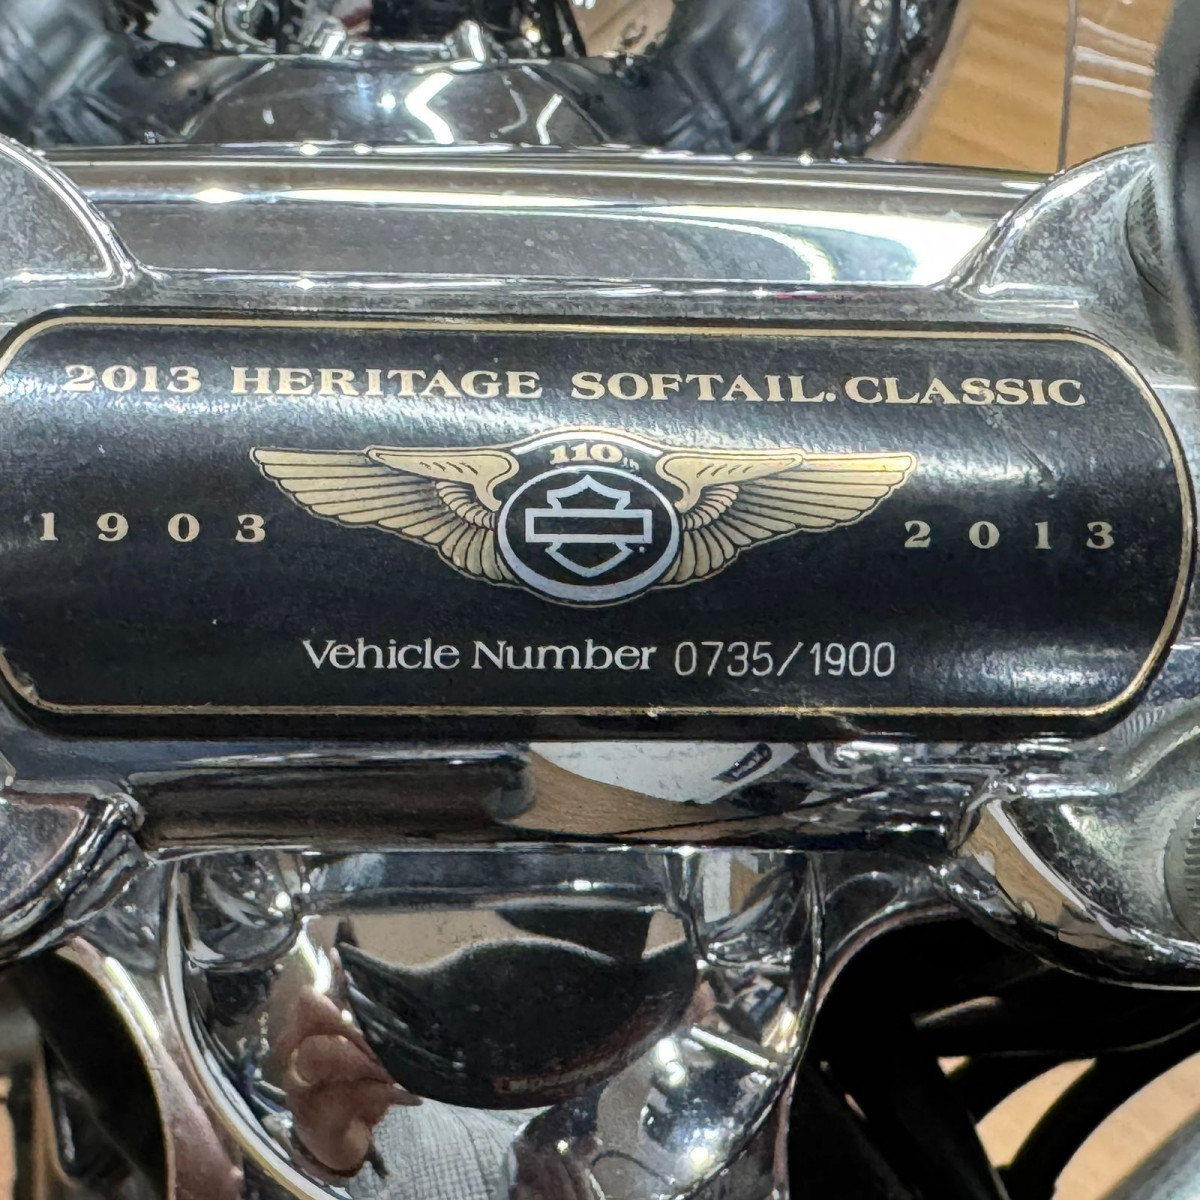 2013 HERITAGE SOFTAIL. CLASSIC
110th
1903 2013
Vehicle Number 0735/1900